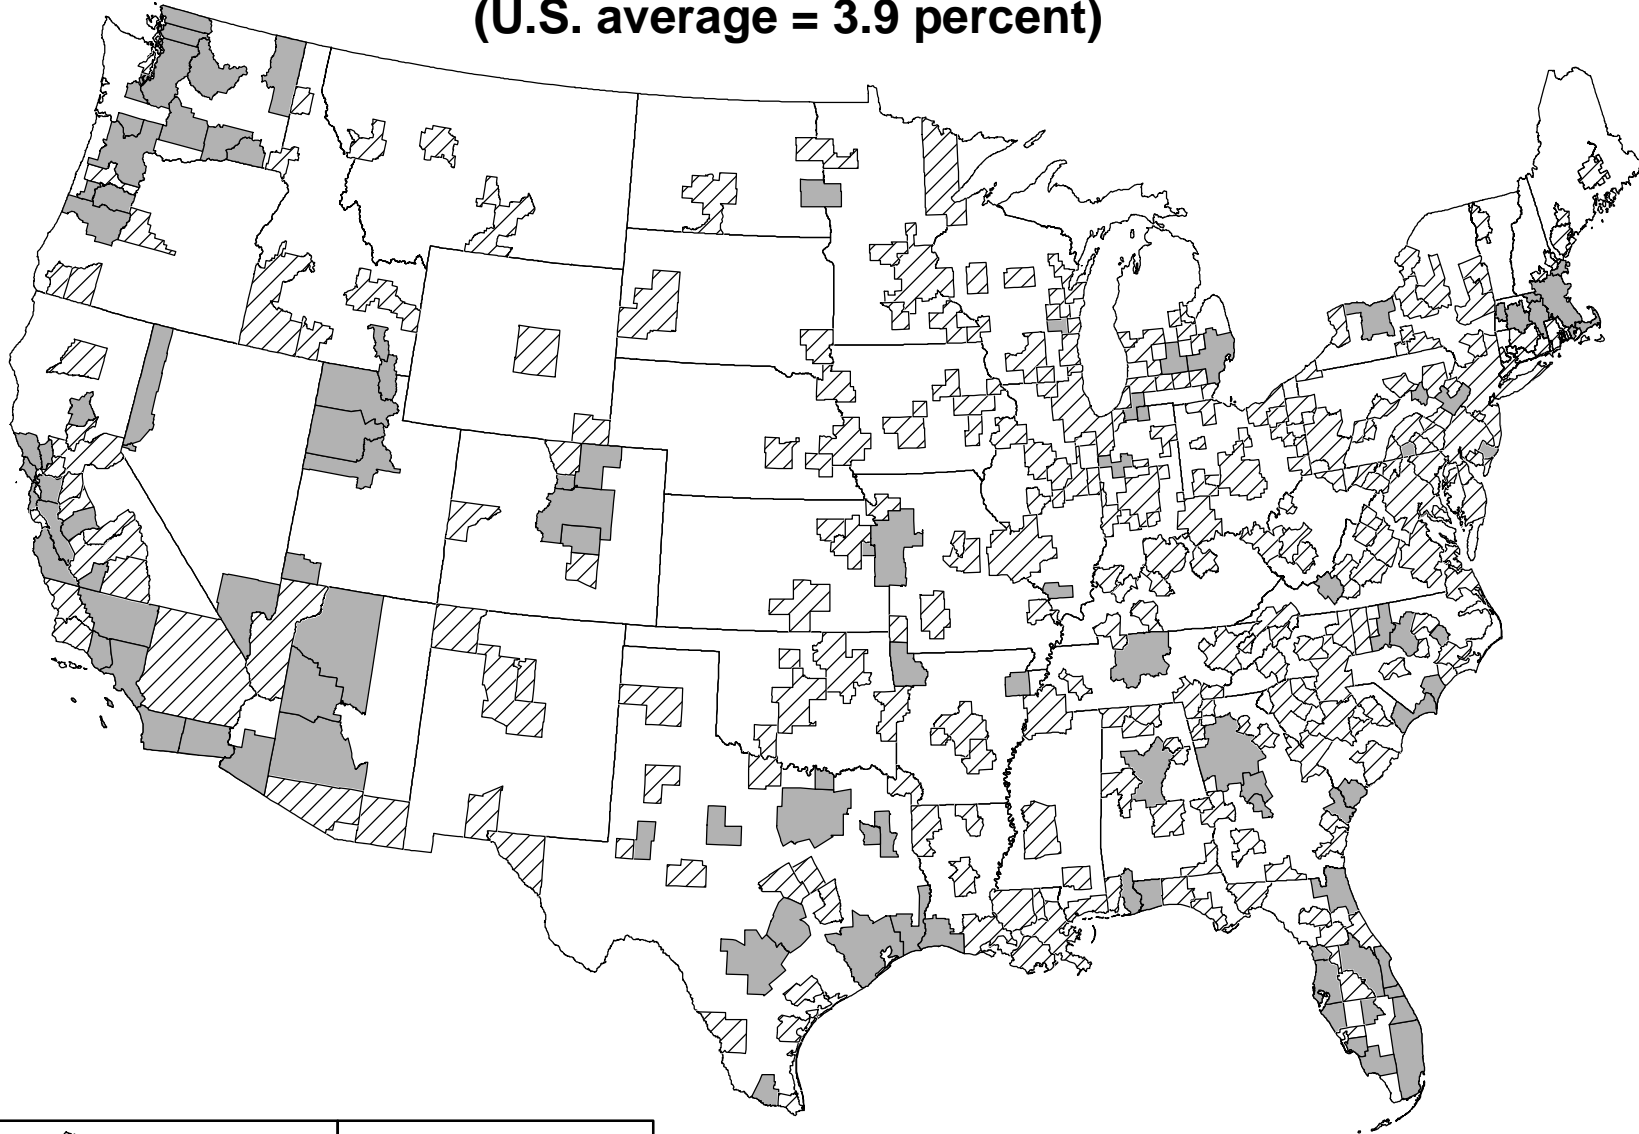 (U.S. average = 3.9 percent)